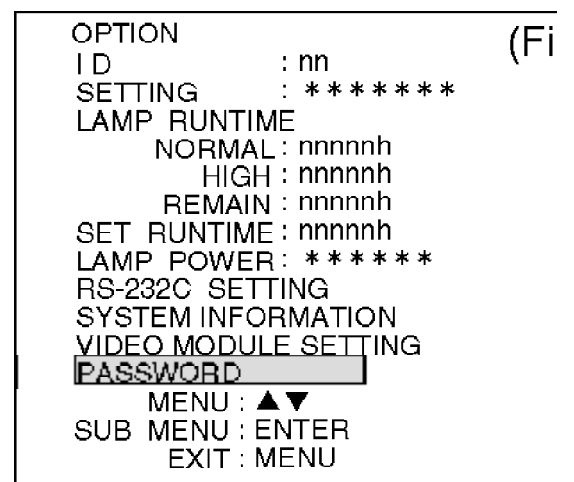 OPTION
(Fi
ID : nn
SETTING : *******
LAMP RUNTIME
NORMAL : nnnnnh
HIGH : nnnnnh
REMAIN : nnnnnh
SET RUNTIME : nnnnnh
LAMP POWER : ******
RS-232C SETTING
SYSTEM INFORMATION
VIDEO MODULE SETTING
PASSWORD
MENU : ▲▼
SUB MENU : ENTER
EXIT : MENU